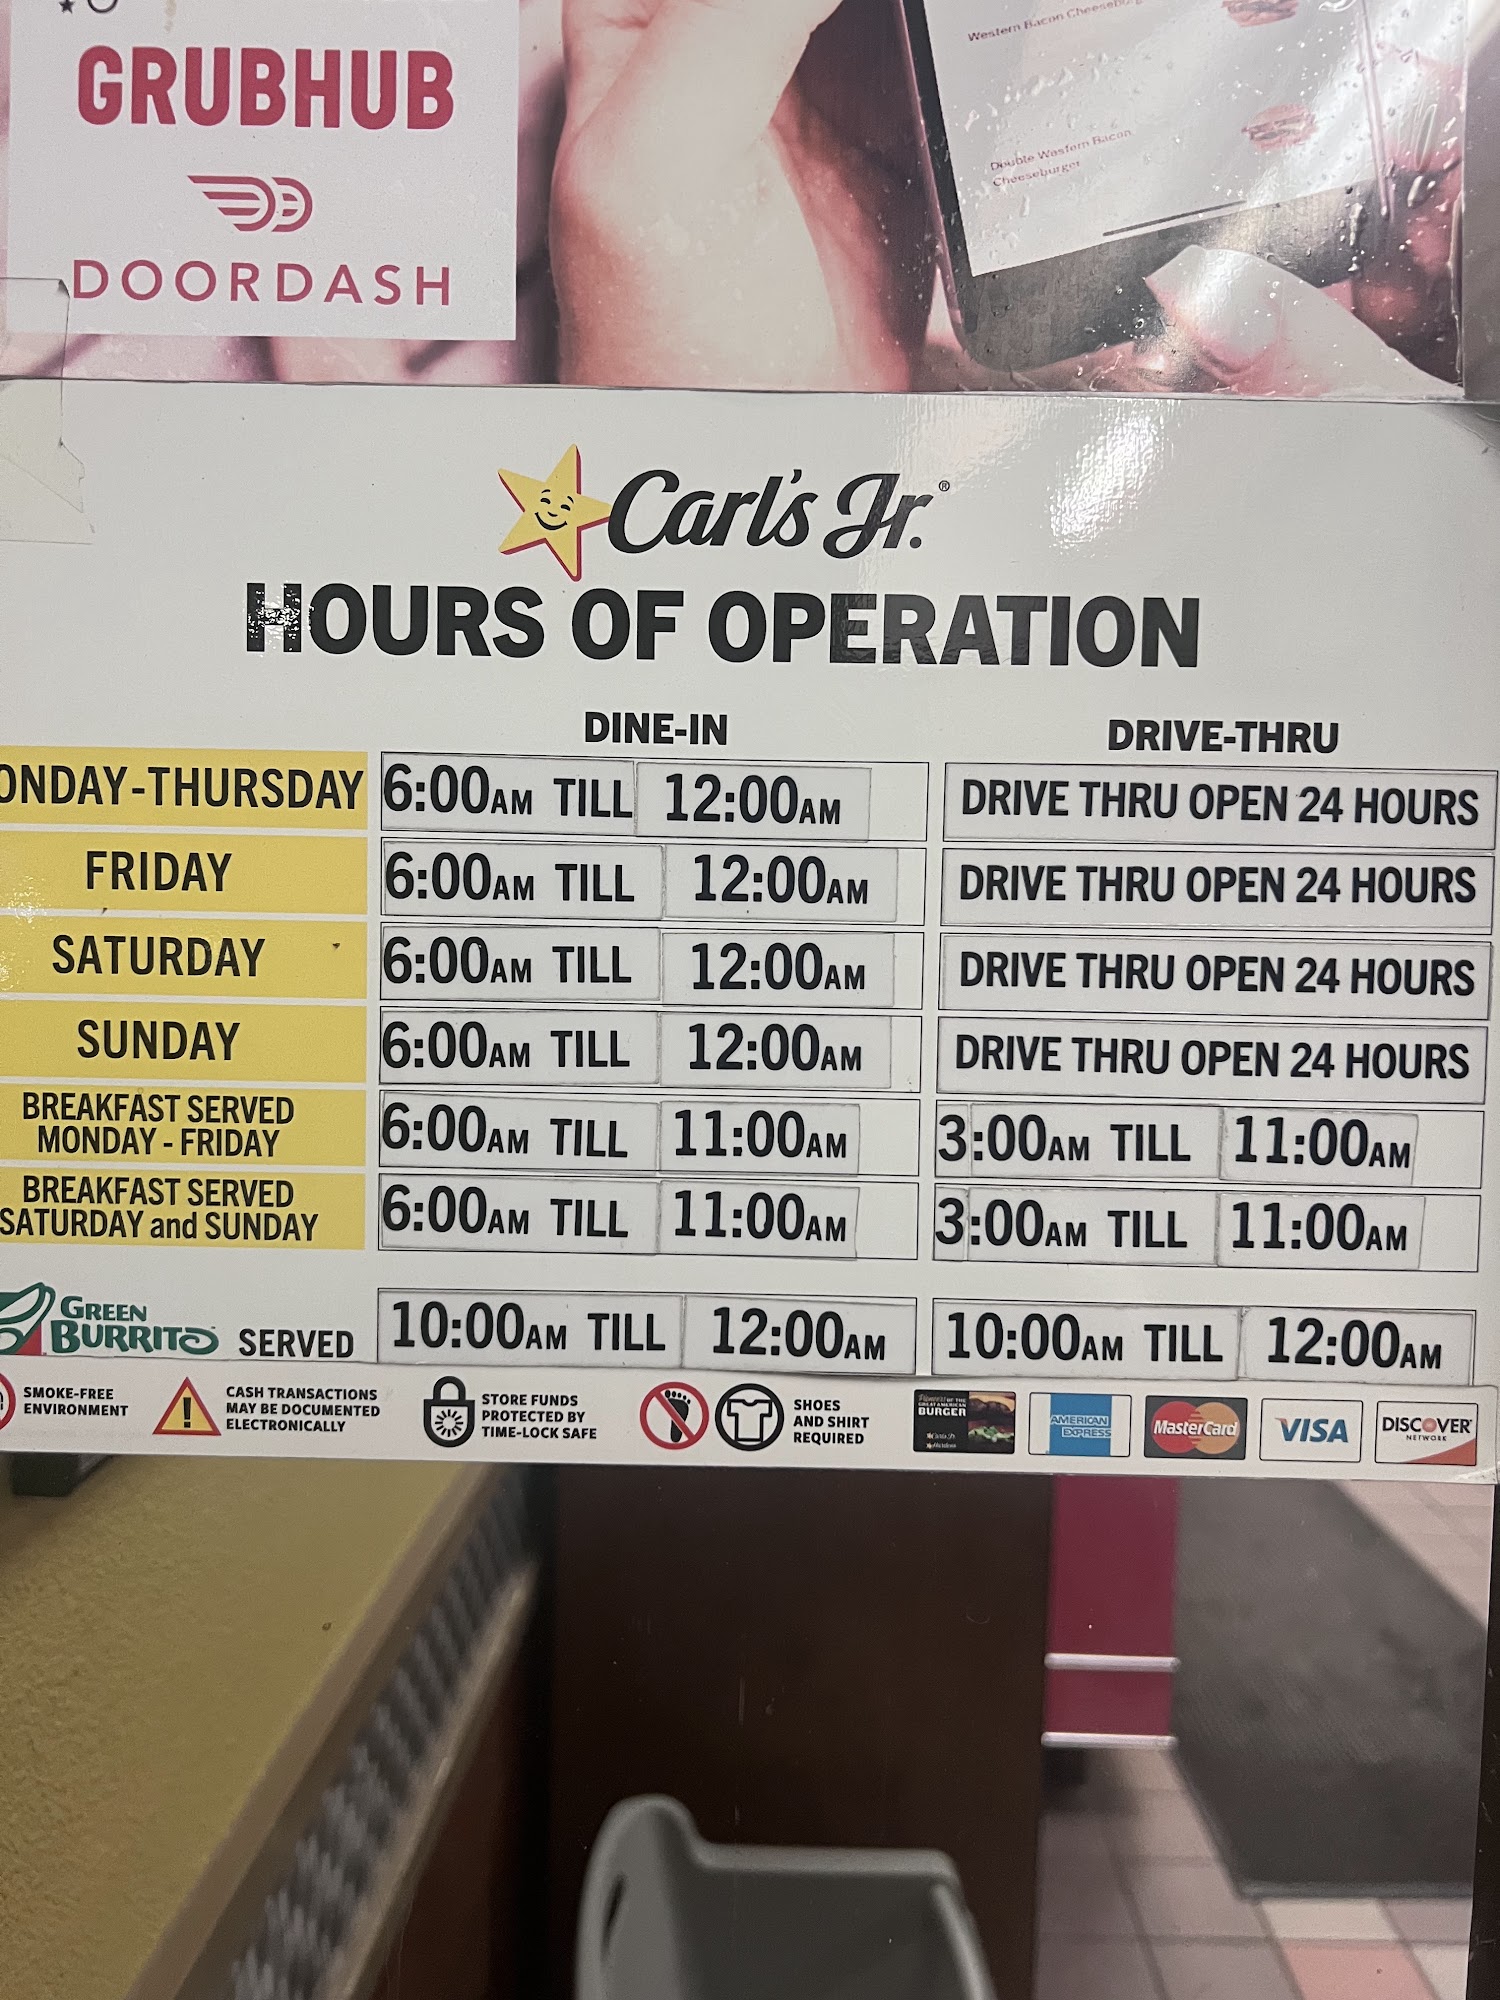 GRUBHUB
DOORDASH
Western Bacon
Double Western Bacon
Cheeseburger
Carl's Jr.®
HOURS OF OPERATION
DINE-IN DRIVE-THRU
ONDAY-THURSDAY 6:00AM TILL 12:00AM DRIVE THRU OPEN 24 HOURS
FRIDAY 6:00AM TILL 12:00AM DRIVE THRU OPEN 24 HOURS
SATURDAY 6:00AM TILL 12:00AM DRIVE THRU OPEN 24 HOURS
SUNDAY 6:00AM TILL 12:00AM DRIVE THRU OPEN 24 HOURS
BREAKFAST SERVED
MONDAY - FRIDAY 6:00AM TILL 11:00AM 3:00AM TILL 11:00AM
BREAKFAST SERVED
SATURDAY and SUNDAY 6:00AM TILL 11:00AM 3:00AM TILL 11:00AM
GREEN
BURRITO SERVED 10:00AM TILL 12:00AM 10:00AM TILL 12:00AM
SMOKE-FREE
ENVIRONMENT
CASH TRANSACTIONS
MAY BE DOCUMENTED
ELECTRONICALLY
STORE FUNDS
PROTECTED BY
TIME-LOCK SAFE
SHOES
AND SHIRT
REQUIRED
BURGER
AMERICAN
EXPRESS
MasterCard
VISA
DISCOVER
NETWORK